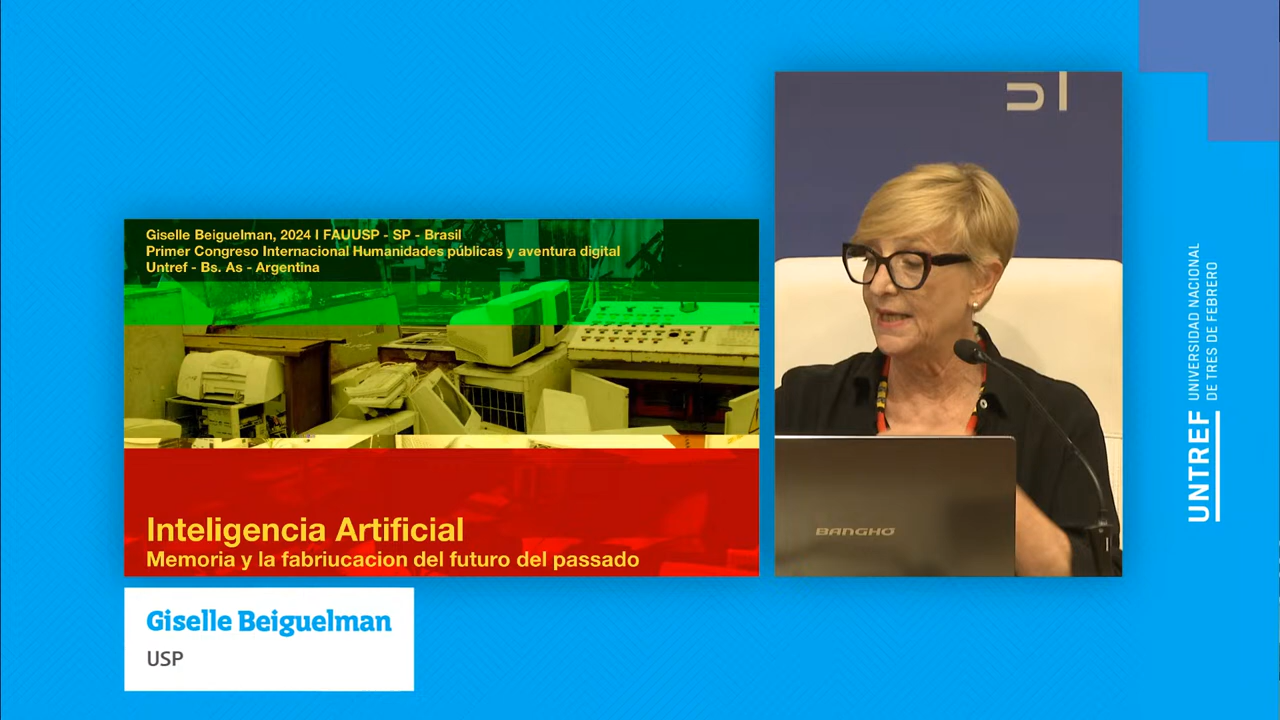 Giselle Beiguelman, 2024 I FAUUSP - SP - Brasil
Primer Congreso Internacional Humanidades públicas y aventura digital
Untref - Bs. As - Argentina
Inteligencia Artificial
Memoria y la fabriucacion del futuro del passado
Giselle Beiguelman
USP
BANGHO
UNTREF
UNIVERSIDAD NACIONAL
DE TRES DE FEBRERO